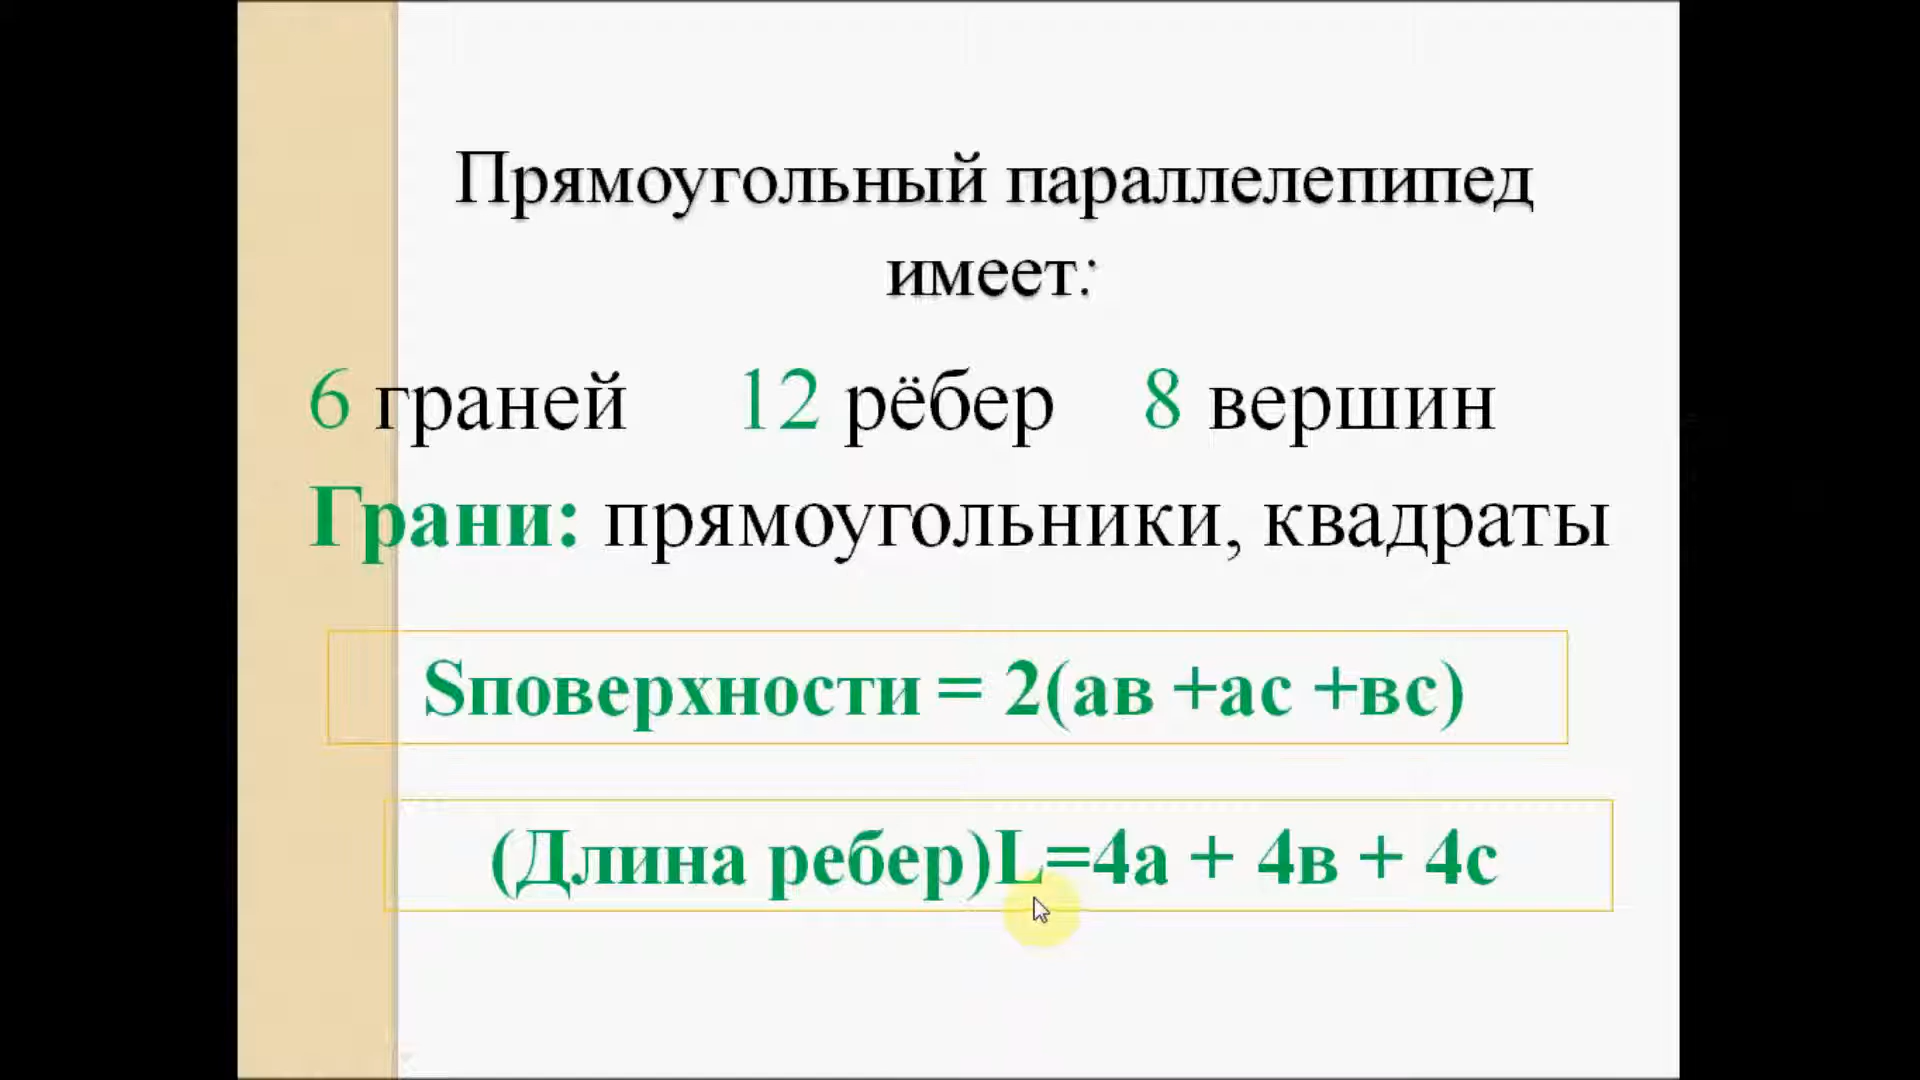 Прямоугольный параллелепипед
имеет:
6 граней 12 рёбер 8 вершин
Грани: прямоугольники, квадраты
Sповерхности = 2(ав +ас +вс)
(Длина ребер)L=4а + 4в + 4с